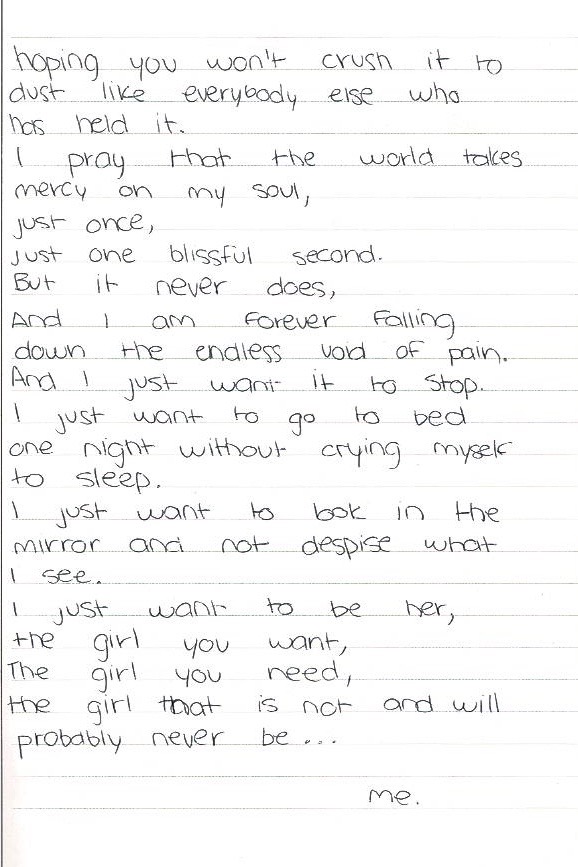 hoping you won't crush it to
dust like everybody else who
has held it.
I pray that the world takes
mercy on my soul,
just once,
just one blissful second.
But it never does,
And I am forever falling
down the endless void of pain.
And I just want it to stop.
I just want to go to bed
one night without crying myself
to sleep.
I just want to look in the
mirror and not despise what
I see.
I just want to be her,
the girl you want,
The girl you need,
the girl that is not and will
probably never be ...
me.